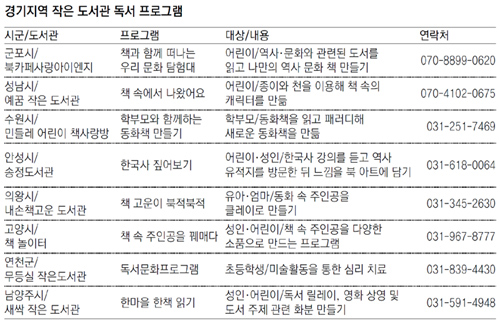 경기지역 작은 도서관 독서 프로그램
시군/도서관 프로그램 대상/내용 연락처
군포시/ 책과 함께 떠나는 어린이/역사·문화와 관련된 도서를
북카페사랑아이엔지 우리 문화 탐험대 읽고 나만의 역사 문화 책 만들기 070-8899-0620
성남시/ 책 속에서 나왔어요 어린이/종이와 천을 이용해 책 속의
예꿈 작은 도서관 캐릭터를 만듦 070-4102-0675
수원시/ 학부모와 함께하는 학부모/동화책을 읽고 패러디해
민들레 어린이 책사랑방 동화책 만들기 새로운 동화책을 만듦 031-251-7469
안성시/ 한국사 짚어보기 어린이·성인/한국사 강의를 듣고 역사
송정도서관 유적지를 방문한 뒤 느낌을 북 아트에 담기 031-618-0064
의왕시/ 책 고운이 북적북적 유아·엄마/동화 속 주인공을
내손책고운 도서관 클레이로 만들기 031-345-2630
고양시/ 책 속 주인공을 꿰매다 성인·어린이/책 속 주인공을 다양한
책 놀이터 소품으로 만드는 프로그램 031-967-8777
연천군/ 독서문화프로그램 초등학생/미술활동을 통한 심리 치료 031-839-4430
무등실 작은도서관
남양주시/ 한마을 한책 읽기 성인·어린이/독서 릴레이, 영화 상영 및
새싹 작은 도서관 도서 주제 관련 화분 만들기 031-591-4948